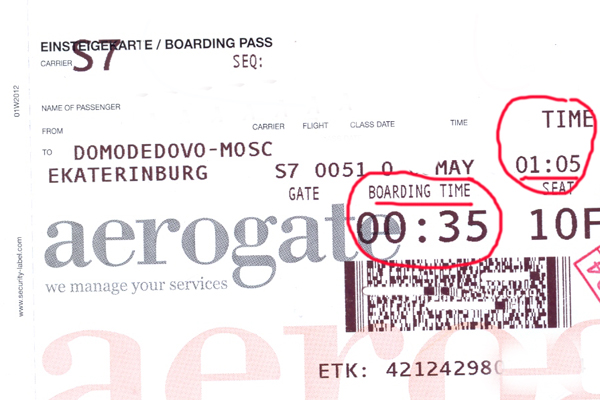 EINSTEIGEKARTE / BOARDING PASS
CARRIER S7
SEQ:
01W2012
NAME OF PASSENGER
FROM CARRIER FLIGHT CLASS DATE TIME
TIME
TO DOMODEDOVO-MOSC
EKATERINBURG S7 0051 O MAY 01:05
GATE BOARDING TIME SEAT
00:35 10F
aerogate
we manage your services
www.security-label.com
aeros
ETK: 421242980